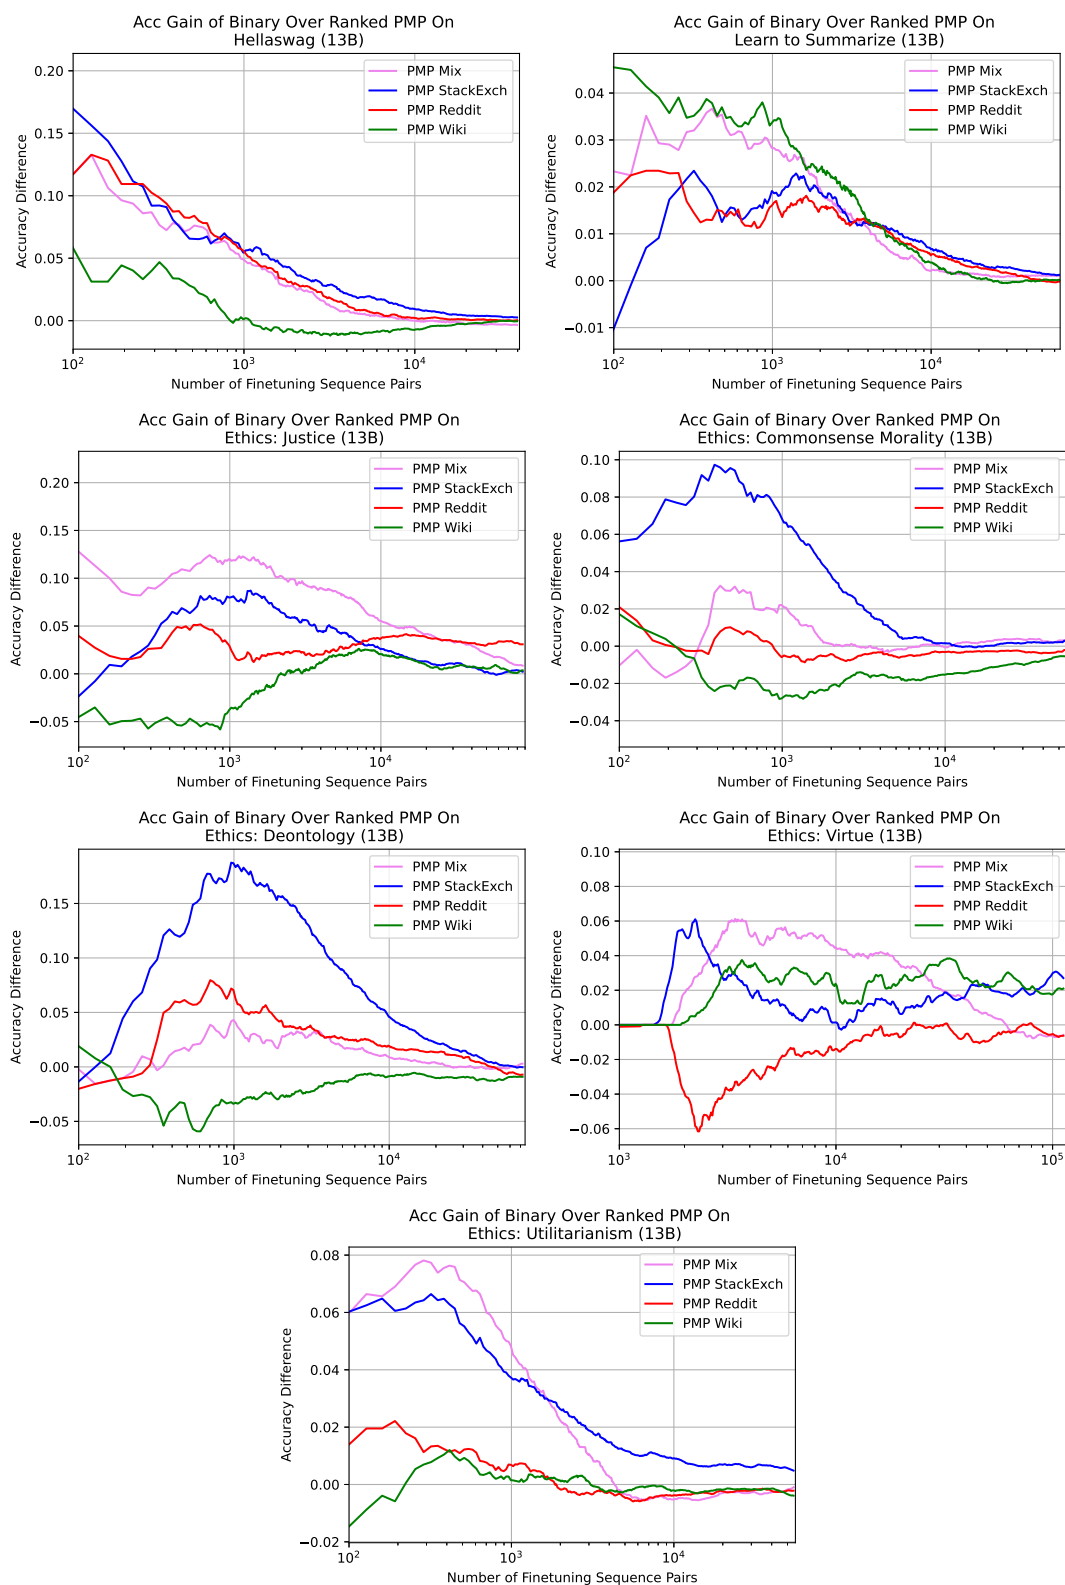 Acc Gain of Binary Over Ranked PMP On
Hellaswag (13B)
Accuracy Difference
0.20
0.15
0.10
0.05
0.00
PMP Mix
PMP StackExch
PMP Reddit
PMP Wiki
10²
10³
10⁴
Number of Finetuning Sequence Pairs
Acc Gain of Binary Over Ranked PMP On
Learn to Summarize (13B)
Accuracy Difference
0.04
0.03
0.02
0.01
0.00
−0.01
PMP Mix
PMP StackExch
PMP Reddit
PMP Wiki
10²
10³
10⁴
Number of Finetuning Sequence Pairs
Acc Gain of Binary Over Ranked PMP On
Ethics: Justice (13B)
Accuracy Difference
0.20
0.15
0.10
0.05
0.00
−0.05
PMP Mix
PMP StackExch
PMP Reddit
PMP Wiki
10²
10³
10⁴
Number of Finetuning Sequence Pairs
Acc Gain of Binary Over Ranked PMP On
Ethics: Commonsense Morality (13B)
Accuracy Difference
0.10
0.08
0.06
0.04
0.02
0.00
−0.02
−0.04
PMP Mix
PMP StackExch
PMP Reddit
PMP Wiki
10²
10³
10⁴
Number of Finetuning Sequence Pairs
Acc Gain of Binary Over Ranked PMP On
Ethics: Deontology (13B)
Accuracy Difference
0.15
0.10
0.05
0.00
−0.05
PMP Mix
PMP StackExch
PMP Reddit
PMP Wiki
10²
10³
10⁴
Number of Finetuning Sequence Pairs
Acc Gain of Binary Over Ranked PMP On
Ethics: Virtue (13B)
Accuracy Difference
0.10
0.08
0.06
0.04
0.02
0.00
−0.02
−0.04
−0.06
PMP Mix
PMP StackExch
PMP Reddit
PMP Wiki
10³
10⁴
10⁵
Number of Finetuning Sequence Pairs
Acc Gain of Binary Over Ranked PMP On
Ethics: Utilitarianism (13B)
Accuracy Difference
0.08
0.06
0.04
0.02
0.00
−0.02
PMP Mix
PMP StackExch
PMP Reddit
PMP Wiki
10²
10³
10⁴
Number of Finetuning Sequence Pairs